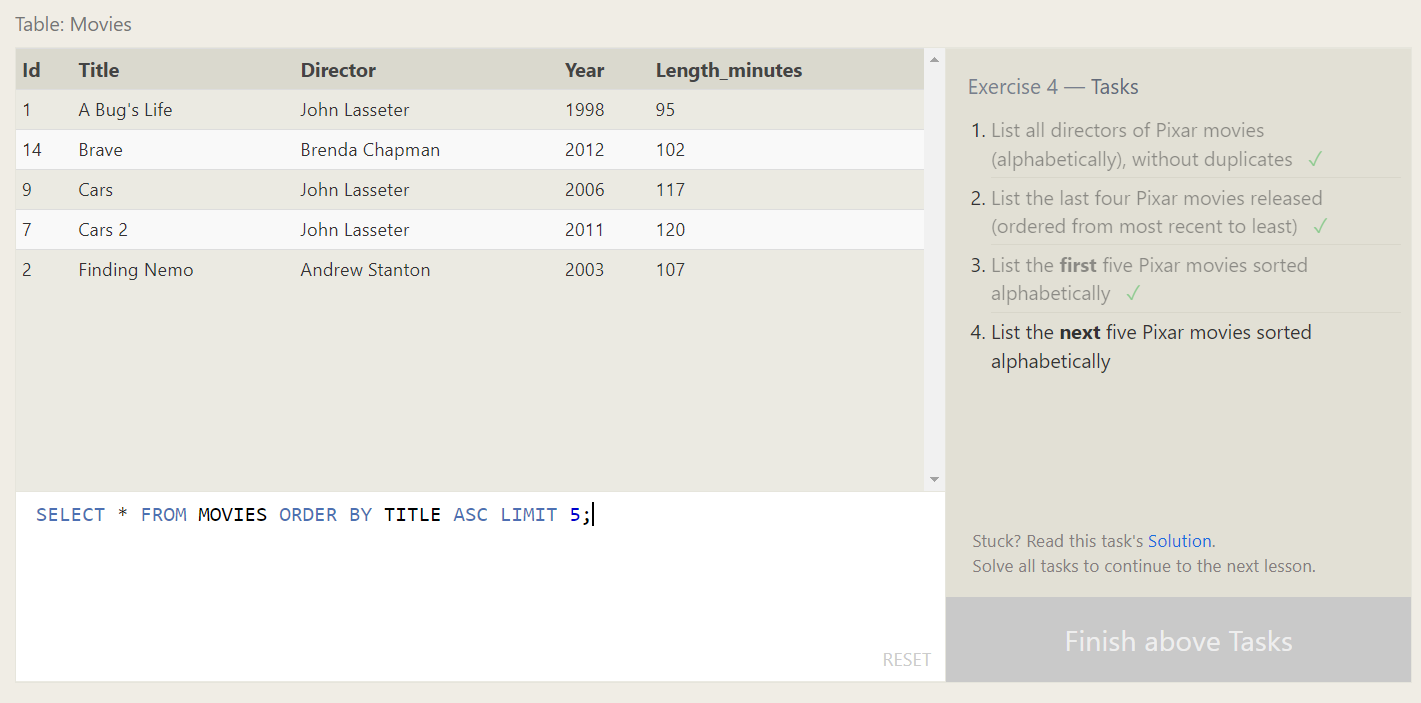 Table: Movies
Id Title Director Year Length_minutes
1 A Bug's Life John Lasseter 1998 95
14 Brave Brenda Chapman 2012 102
9 Cars John Lasseter 2006 117
7 Cars 2 John Lasseter 2011 120
2 Finding Nemo Andrew Stanton 2003 107
SELECT * FROM MOVIES ORDER BY TITLE ASC LIMIT 5;
RESET
Exercise 4 — Tasks
1. List all directors of Pixar movies
(alphabetically), without duplicates ✓
2. List the last four Pixar movies released
(ordered from most recent to least) ✓
3. List the first five Pixar movies sorted
alphabetically ✓
4. List the next five Pixar movies sorted
alphabetically
Stuck? Read this task's Solution.
Solve all tasks to continue to the next lesson.
Finish above Tasks